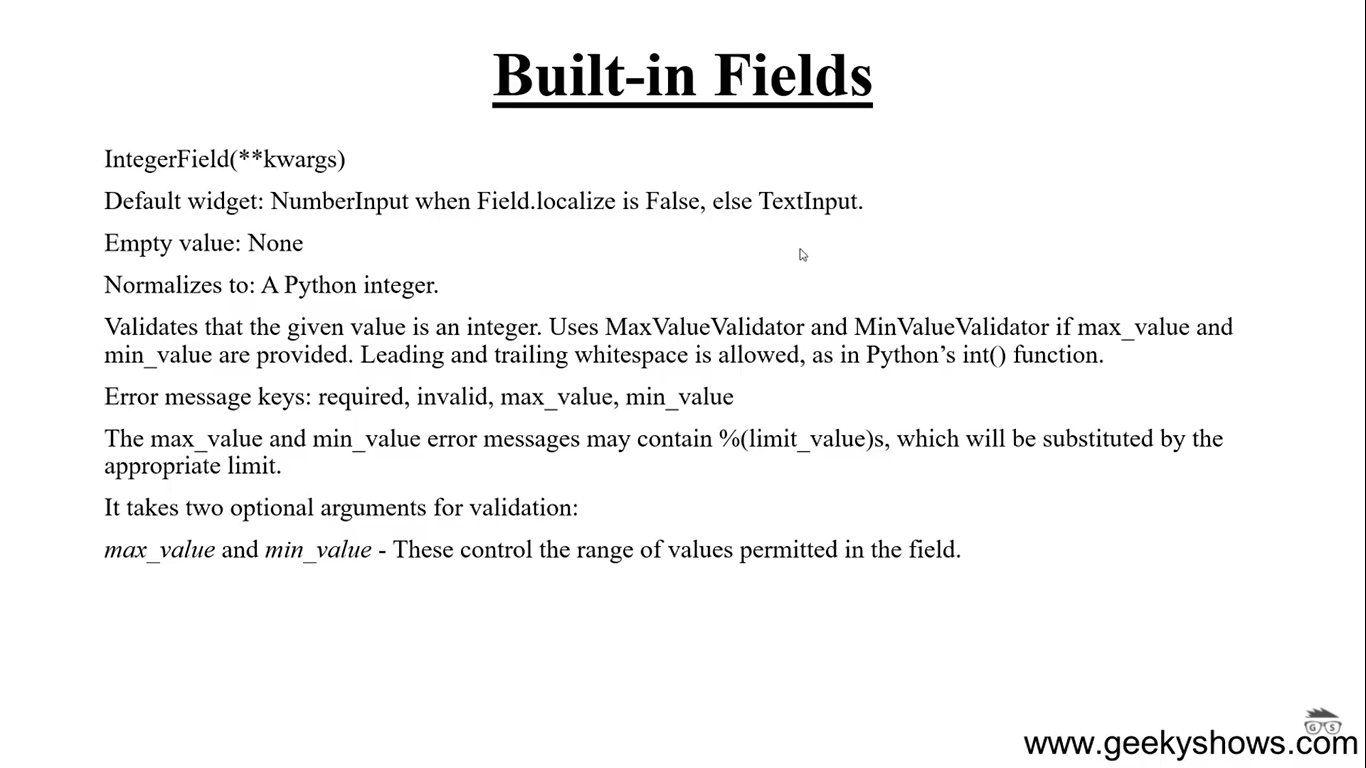 Built-in Fields
IntegerField(**kwargs)
Default widget: NumberInput when Field.localize is False, else TextInput.
Empty value: None
Normalizes to: A Python integer.
Validates that the given value is an integer. Uses MaxValueValidator and MinValueValidator if max_value and
min_value are provided. Leading and trailing whitespace is allowed, as in Python’s int() function.
Error message keys: required, invalid, max_value, min_value
The max_value and min_value error messages may contain %(limit_value)s, which will be substituted by the
appropriate limit.
It takes two optional arguments for validation:
max_value and min_value - These control the range of values permitted in the field.
G S
www.geekyshows.com